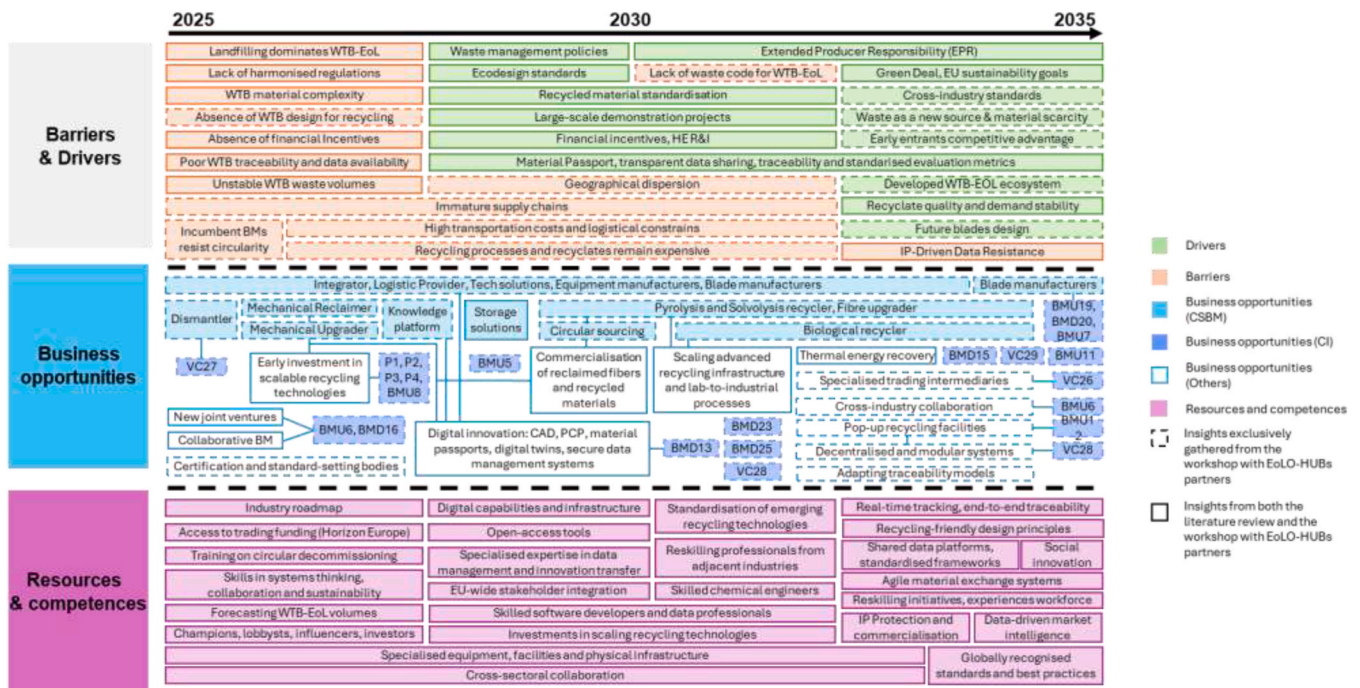 2025
2030
2035
Barriers
& Drivers
Landfilling dominates WTB-EoL
Waste management policies
Extended Producer Responsibility (EPR)
Lack of harmonised regulations
Ecodesign standards
Lack of waste code for WTB-EoL
Green Deal, EU sustainability goals
WTB material complexity
Recycled material standardisation
Cross-industry standards
Absence of WTB design for recycling
Large-scale demonstration projects
Waste as a new source & material scarcity
Absence of financial Incentives
Financial incentives, HE R&I
Early entrants competitive advantage
Poor WTB traceability and data availability
Material Passport, transparent data sharing, traceability and standarised evaluation metrics
Unstable WTB waste volumes
Geographical dispersion
Developed WTB-EOL ecosystem
Immature supply chains
Recyclate quality and demand stability
Incumbent BMs
resist circularity
High transportation costs and logistical constrains
Future blades design
Recycling processes and recyclates remain expensive
IP-Driven Data Resistance
Business
opportunities
Integrator, Logistic Provider, Tech solutions, Equipment manufacturers, Blade manufacturers
Blade manufacturers
Dismantler
Mechanical Reclaimer
Mechanical Upgrader
Knowledge
platform
Storage
solutions
Pyrolysis and Solvolysis recycler, Fibre upgrader
Circular sourcing
Biological recycler
BMU19,
BMD20,
BMU7
VC27
Early investment in
scalable recycling
technologies
P1, P2,
P3, P4,
BMU8
BMU5
Commercialisation
of reclaimed fibers
and recycled
materials
Scaling advanced
recycling infrastructure
and lab-to-industrial
processes
Thermal energy recovery
BMD15
VC29
BMU11
Specialised trading intermediaries
VC26
New joint ventures
Collaborative BM
BMU6, BMD16
Certification and standard-setting bodies
Digital innovation: CAD, PCP, material
passports, digital twins, secure data
management systems
BMD13
BMD23
BMD25
VC28
Cross-industry collaboration
BMU6
Pop-up recycling facilities
BMU1
2
Decentralised and modular systems
VC28
Adapting traceability models
Resources
& competences
Industry roadmap
Digital capabilities and infrastructure
Standardisation of emerging
recycling technologies
Real-time tracking, end-to-end traceability
Access to trading funding (Horizon Europe)
Open-access tools
Recycling-friendly design principles
Training on circular decommissioning
Specialised expertise in data
management and innovation transfer
Reskilling professionals from
adjacent industries
Shared data platforms,
standardised frameworks
Social
innovation
Skills in systems thinking,
collaboration and sustainability
EU-wide stakeholder integration
Skilled chemical engineers
Agile material exchange systems
Reskilling initiatives, experiences workforce
Forecasting WTB-EoL volumes
Skilled software developers and data professionals
IP Protection and
commercialisation
Data-driven market
intelligence
Champions, lobbysts, influencers, investors
Investments in scaling recycling technologies
Specialised equipment, facilities and physical infrastructure
Globally recognised
standards and best practices
Cross-sectoral collaboration
Drivers
Barriers
Business opportunities
(CSBM)
Business opportunities (CI)
Business opportunities
(Others)
Resources and competences
Insights exclusively
gathered from the
workshop with EoLO-HUBs
partners
Insights from both the
literature review and the
workshop with EoLO-HUBs
partners